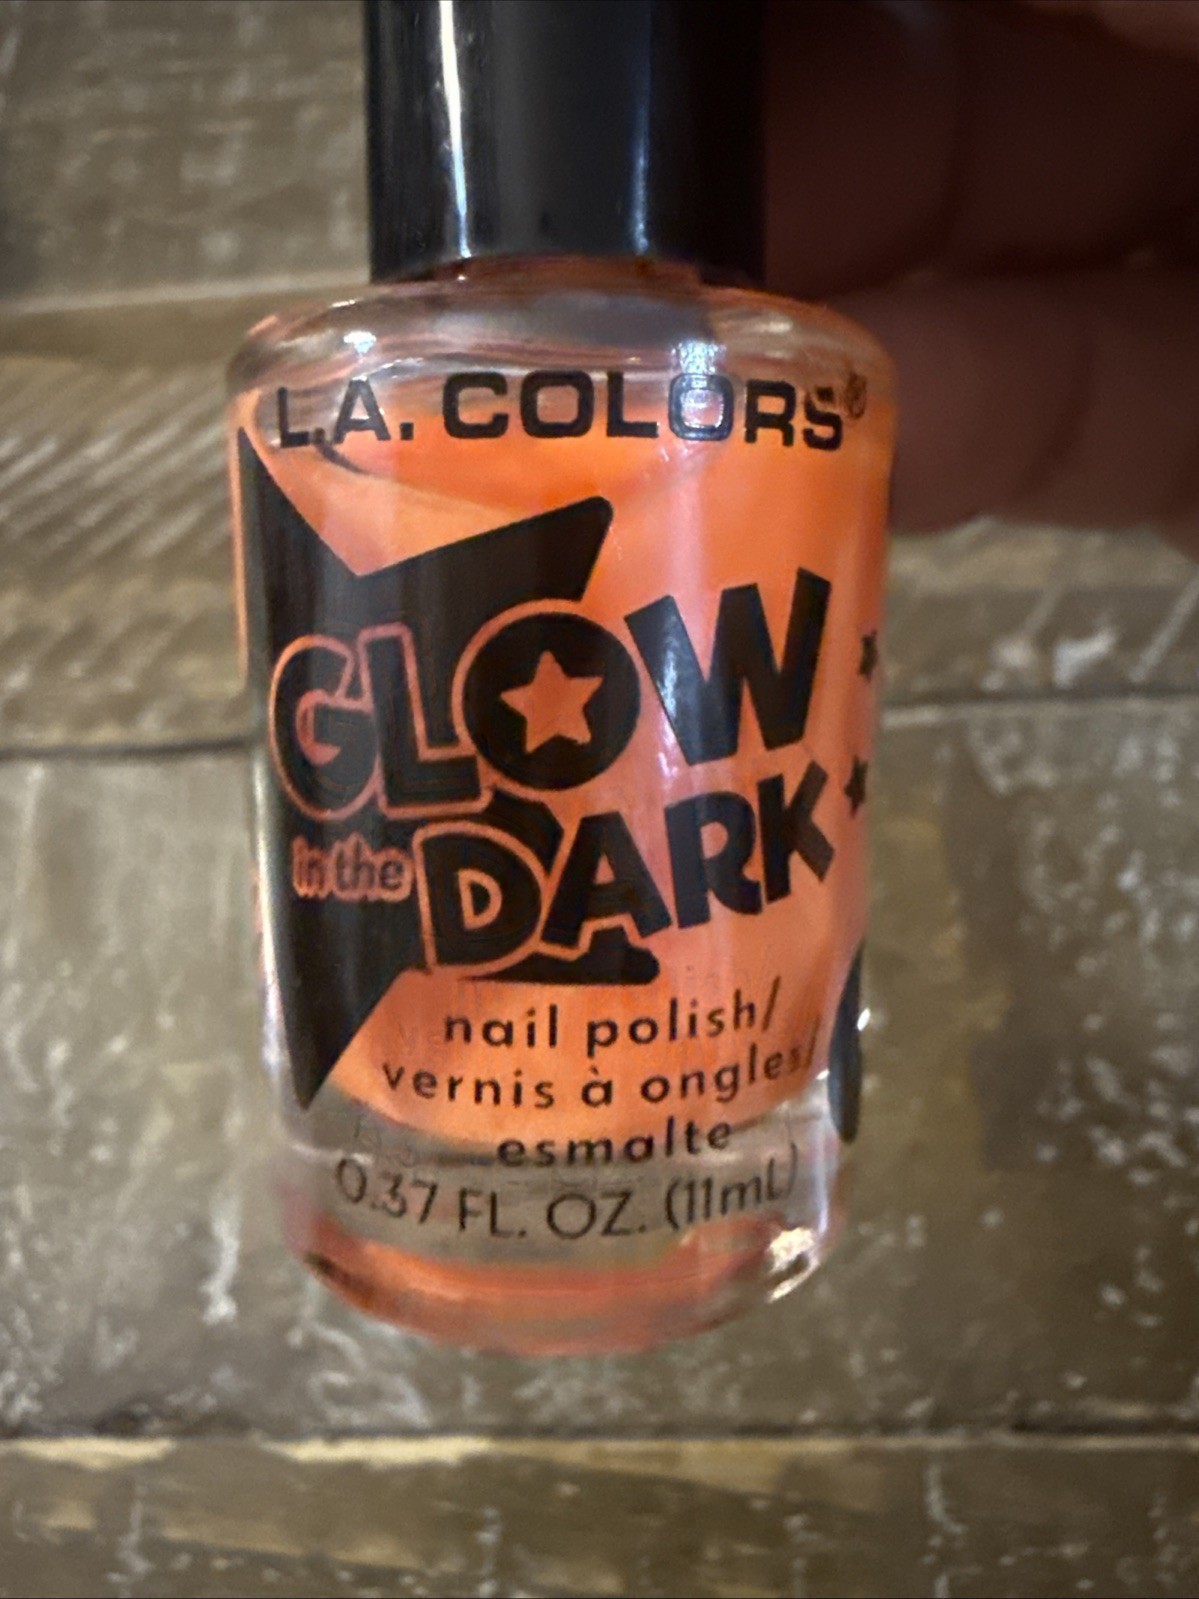 L.A. COLORS®
GLOW
in the
DARK
nail polish/
vernis à ongles/
esmalte
0.37 FL. OZ. (11mL)